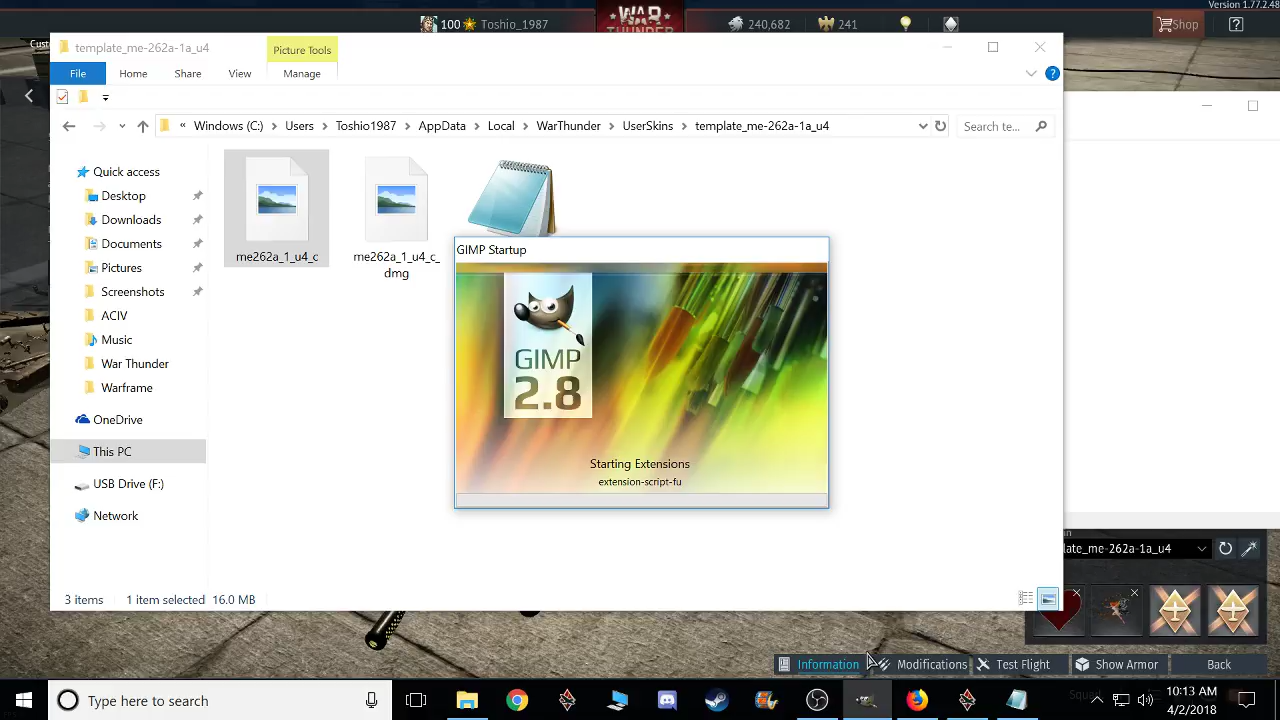 Version 1.77.2.48
100 Toshio_1987
WAR
THUNDER
240,682
241
Shop
template_me-262a-1a_u4
Picture Tools
File
Home
Share
View
Manage
« Windows (C:) > Users > Toshio1987 > AppData > Local > WarThunder > UserSkins > template_me-262a-1a_u4
Search te...
Quick access
Desktop
Downloads
Documents
Pictures
Screenshots
ACIV
Music
War Thunder
Warframe
OneDrive
This PC
USB Drive (F:)
Network
me262a_1_u4_c
me262a_1_u4_c_
dmg
GIMP Startup
GIMP
2.8
Starting Extensions
extension-script-fu
3 items
1 item selected 16.0 MB
late_me-262a-1a_u4
Information
Modifications
Test Flight
Show Armor
Back
Type here to search
10:13 AM
4/2/2018